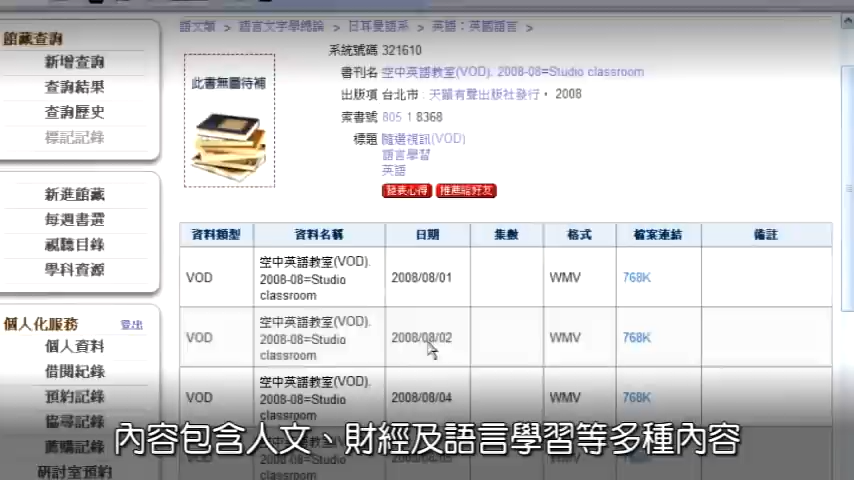 語文類 > 語言文字學總論 > 日耳曼語系 > 英語：英國語言 >
館藏查詢
新增查詢
查詢結果
查詢歷史
標記記錄
新進館藏
每週書選
視聽目錄
學科資源
個人化服務 登出
個人資料
借閱紀錄
預約記錄
協尋記錄
薦購記錄
研討室預約
此書無圖待補
系統號碼 321610
書刊名 空中英語教室(VOD). 2008-08=Studio classroom
出版項 台北市 : 天韻有聲出版社發行， 2008
索書號 805 1 8368
標題 隨選視訊(VOD)
語言學習
英語
發表心得 推薦給好友
資料類型 資料名稱 日期 集數 格式 檔案連結 備註
VOD 空中英語教室(VOD). 2008-08=Studio classroom 2008/08/01 WMV 768K
VOD 空中英語教室(VOD). 2008-08=Studio classroom 2008/08/02 WMV 768K
VOD 空中英語教室(VOD). 2008-08=Studio classroom 2008/08/04 WMV 768K
內容包含人文、財經及語言學習等多種內容